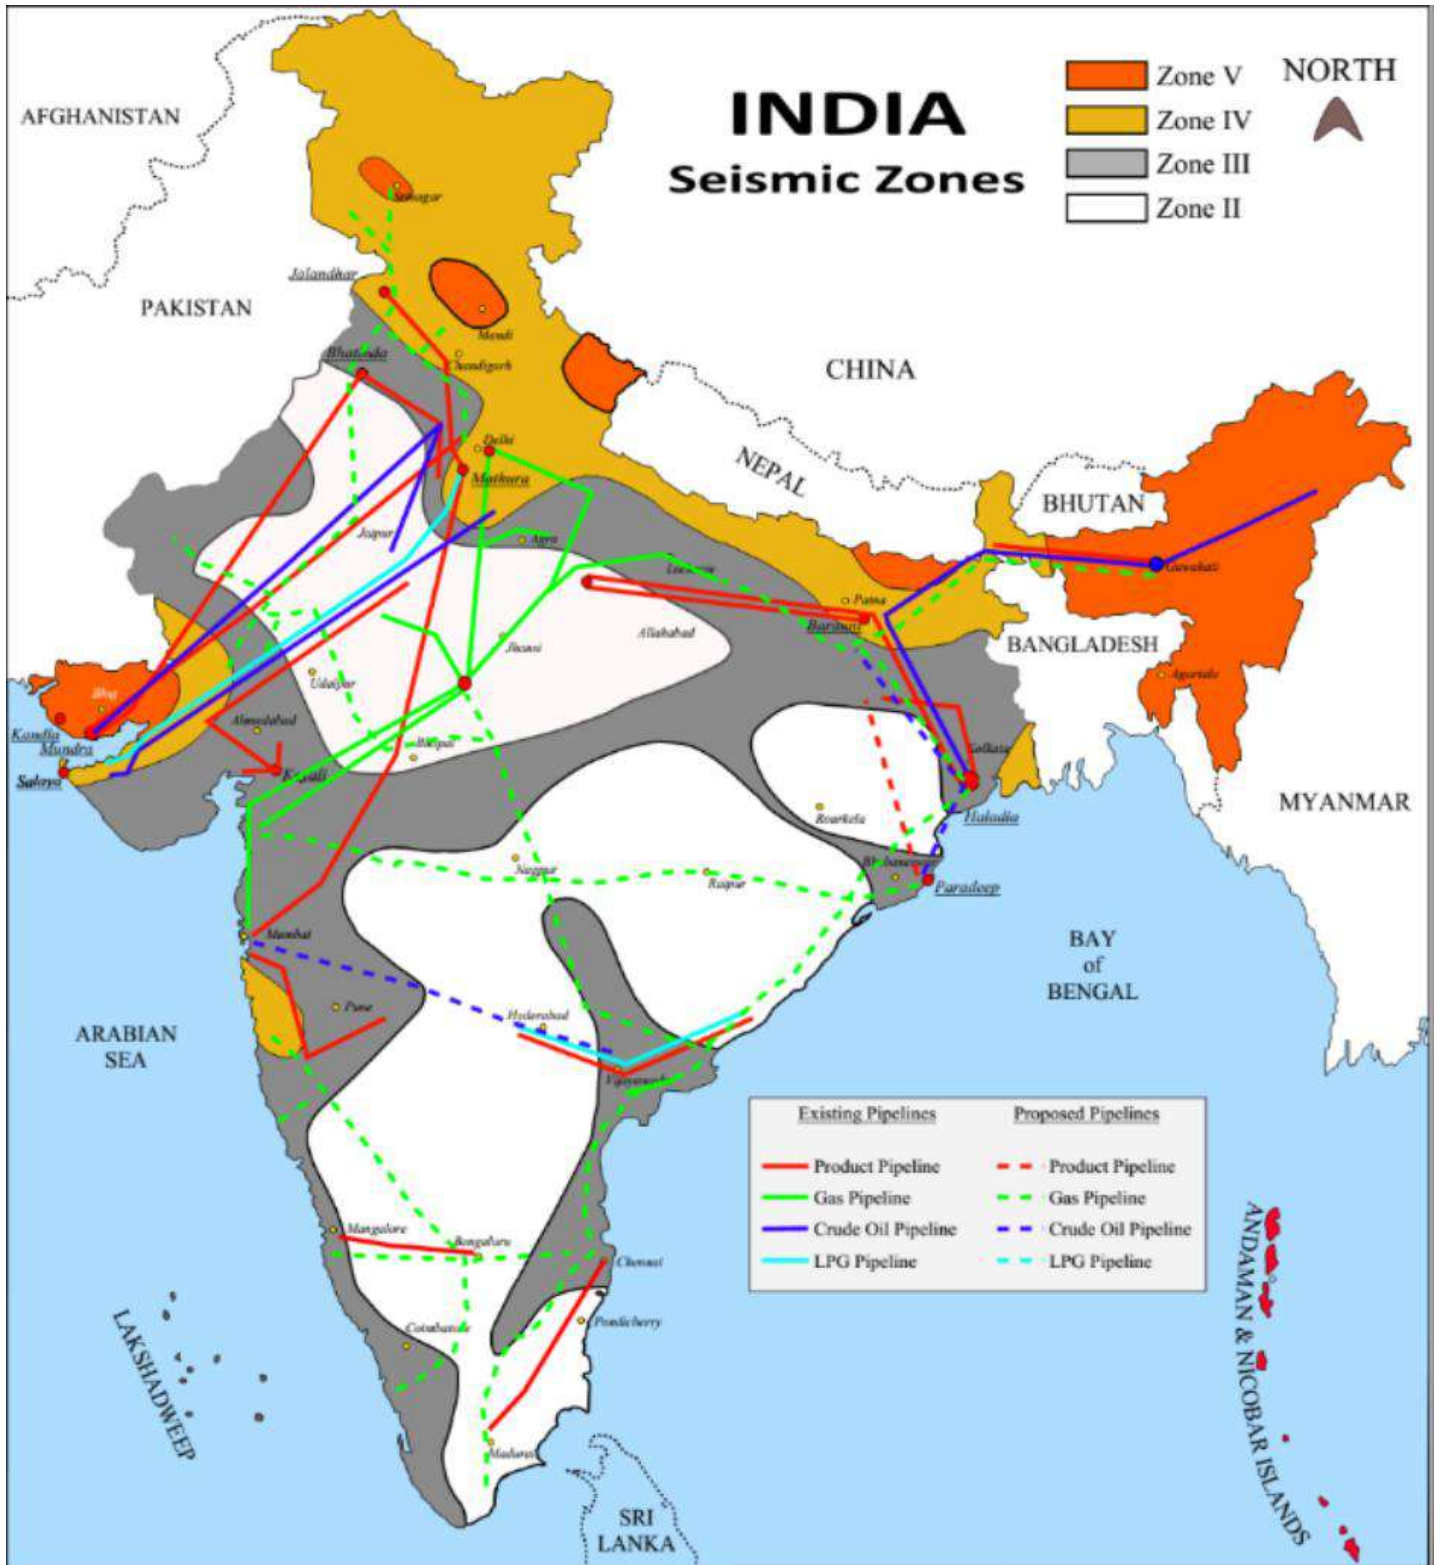 INDIA
Seismic Zones
Zone V
Zone IV
Zone III
Zone II
NORTH
AFGHANISTAN
PAKISTAN
CHINA
NEPAL
BHUTAN
BANGLADESH
MYANMAR
Srinagar
Jalandhar
Mandi
Bhatinda
Chandigarh
Delhi
Mathura
Jaipur
Agra
Lucknow
Guwahati
Patna
Barauni
Allahabad
Jhansi
Agartala
Udaipur
Bhuj
Kandla
Mundra
Ahmedabad
Bhopal
Salaya
Koyali
Kolkata
Haladia
Rourkela
Bhubaneswar
Paradeep
Nagpur
Raipur
Mumbai
Pune
Hyderabad
BAY
of
BENGAL
ARABIAN
SEA
Existing Pipelines
Proposed Pipelines
Product Pipeline
Product Pipeline
Gas Pipeline
Gas Pipeline
Crude Oil Pipeline
Crude Oil Pipeline
LPG Pipeline
LPG Pipeline
Mangalore
Bengaluru
Chennai
Coimbatore
Pondicherry
Madurai
LAKSHADWEEP
ANDAMAN & NICOBAR ISLANDS
SRI
LANKA